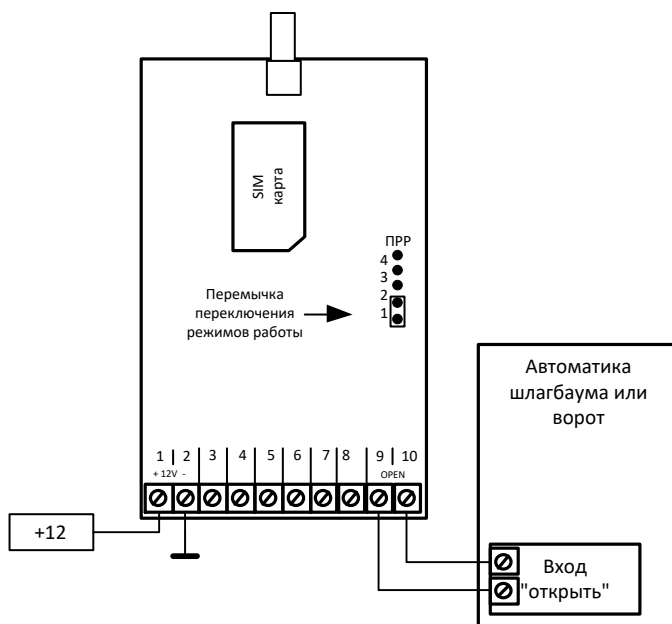 SIM
карта
ПРР
4
3
2
1
Перемычка
переключения
режимов работы
Автоматика
шлагбаума или
ворот
1 2 3 4 5 6 7 8 9 10
+ 12V - OPEN
+12
Вход
"открыть"